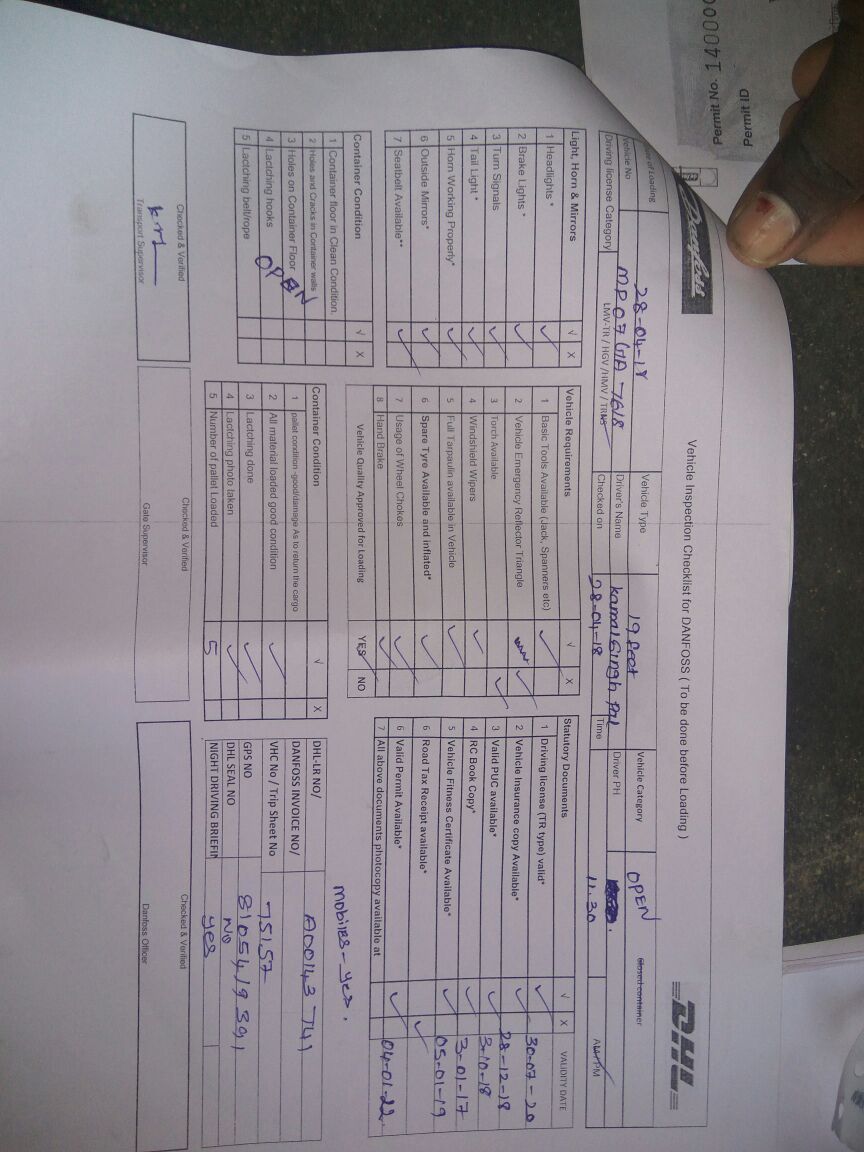 Permit No. 14000
Permit ID
Danfoss
Vehicle Inspection Checklist for DANFOSS ( To be done before Loading )
DHL
of Loading 28-04-18 Vehicle Type 19 feet Vehicle Category OPEN Closed container
Vehicle No MP 07 GA -7618 Driver's Name Kamal Singh Pal Driver PH
Driving license Category LMV-TR / HGV /HMV / TRNS Checked on 28-04-18 Time 11.30 AM/PM
Light, Horn & Mirrors √ X
1 Headlights * ✓
2 Brake Lights * ✓
3 Turn Signals ✓
4 Tail Light * ✓
5 Horn Working Properly* ✓
6 Outside Mirrors* ✓
7 Seatbelt Available** ✓
Vehicle Requirements √ X
1 Basic Tools Available (Jack, Spanners etc) ✓
2 Vehicle Emergency Reflector Triangle ✓
3 Torch Available ✓
4 Windshield Wipers ✓
5 Full Tarpaulin available in Vehicle ✓
6 Spare Tyre Available and inflated* ✓
7 Usage of Wheel Chokes ✓
8 Hand Brake ✓
Vehicle Quality Approved for Loading YES NO
Statutory Documents √ X VALIDITY DATE
1 Driving license (TR type) valid* ✓ 30-07-20
2 Vehicle Insurance copy Available* ✓ 28-12-18
3 Valid PUC available* ✓ 3-10-18
4 RC Book Copy* ✓ 3-01-17
5 Vehicle Fitness Certificate Available* ✓ 05-01-19
6 Road Tax Receipt available* ✓
6 Valid Permit Available* ✓ 04-01-22
7 All above documents photocopy available at
mobiles - yes.
Container Condition √ X
1 Container floor in Clean Condition.
2 Holes and Cracks in Container walls
3 Holes on Container Floor
4 Lactching hooks
5 Lactching belt/rope
OPEN
Container Condition √ X
1 pallet condition -good/damage As to return the cargo
2 All material loaded good condition ✓
3 Lactching done ✓
4 Lactching photo taken ✓
5 Number of pallet Loaded 5
DHL-LR NO/
DANFOSS INVOICE NO/ A00143 741
VHC No / Trip Sheet No 75157
GPS NO 8105419391
DHL SEAL NO No
NIGHT DRIVING BRIEFIN yes
Checked & Verified
Transport Supervisor
Checked & Verified
Gate Supervisor
Checked & Verified
Danfoss Officer